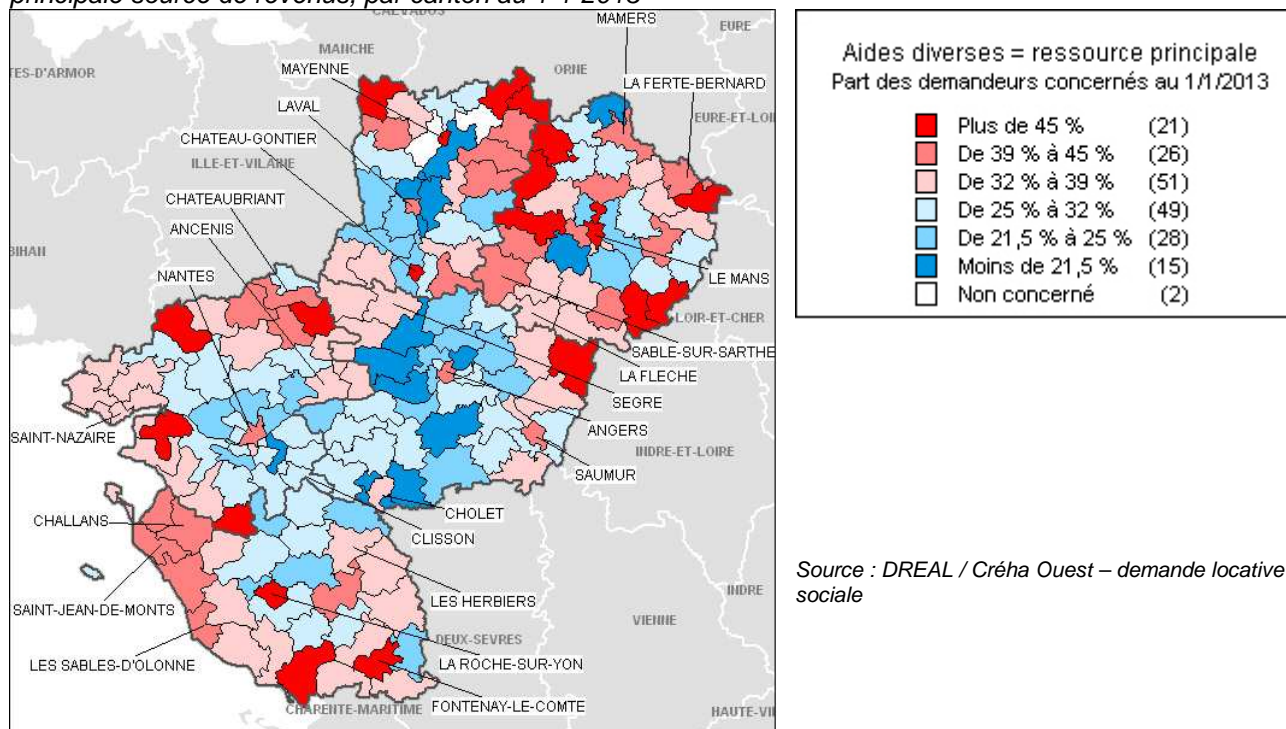 principale source de revenus, par canton au 1-1-2013
CALVADOS
MAMERS
EURE
MANCHE
MAYENNE
ORNE
TES-D'ARMOR
LA FERTE-BERNARD
LAVAL
EURE-ET-LOI
CHATEAU-GONTIER
ILLE-ET-VILAINE
CHATEAUBRIANT
ANCENIS
BIHAN
NANTES
LE MANS
LOIR-ET-CHER
SABLE-SUR-SARTHE
LA FLECHE
SEGRE
SAINT-NAZAIRE
ANGERS
INDRE-ET-LOIRE
SAUMUR
CHOLET
CHALLANS
CLISSON
INDRE
SAINT-JEAN-DE-MONTS
LES HERBIERS
VIENNE
DEUX-SEVRES
LES SABLES-D'OLONNE
LA ROCHE-SUR-YON
FONTENAY-LE-COMTE
CHARENTE-MARITIME
HAUTE-VI
Aides diverses = ressource principale
Part des demandeurs concernés au 1/1/2013
Plus de 45 % (21)
De 39 % à 45 % (26)
De 32 % à 39 % (51)
De 25 % à 32 % (49)
De 21,5 % à 25 % (28)
Moins de 21,5 % (15)
Non concerné (2)
Source : DREAL / Créha Ouest – demande locative
sociale